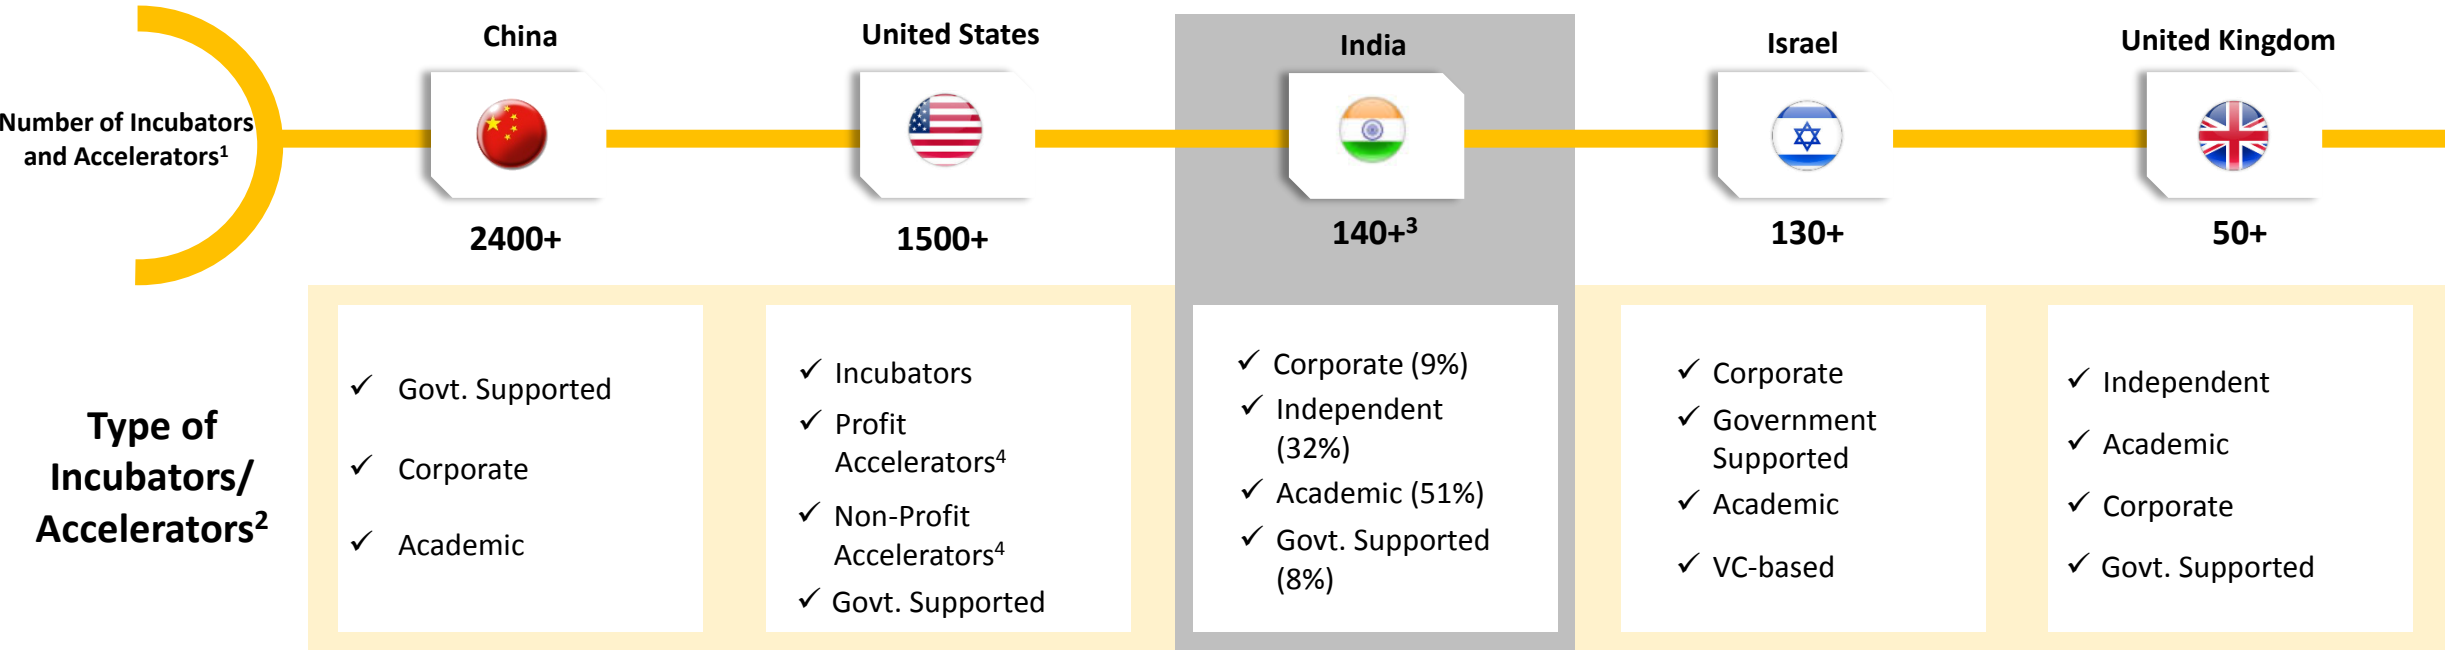 Number of Incubators
and Accelerators1
China
United States
India
Israel
United Kingdom
2400+
1500+
140+3
130+
50+
Type of
Incubators/
Accelerators2
✓ Govt. Supported
✓ Corporate
✓ Academic
✓ Incubators
✓ Profit
Accelerators4
✓ Non-Profit
Accelerators4
✓ Govt. Supported
✓ Corporate (9%)
✓ Independent
(32%)
✓ Academic (51%)
✓ Govt. Supported
(8%)
✓ Corporate
✓ Government
Supported
✓ Academic
✓ VC-based
✓ Independent
✓ Academic
✓ Corporate
✓ Govt. Supported